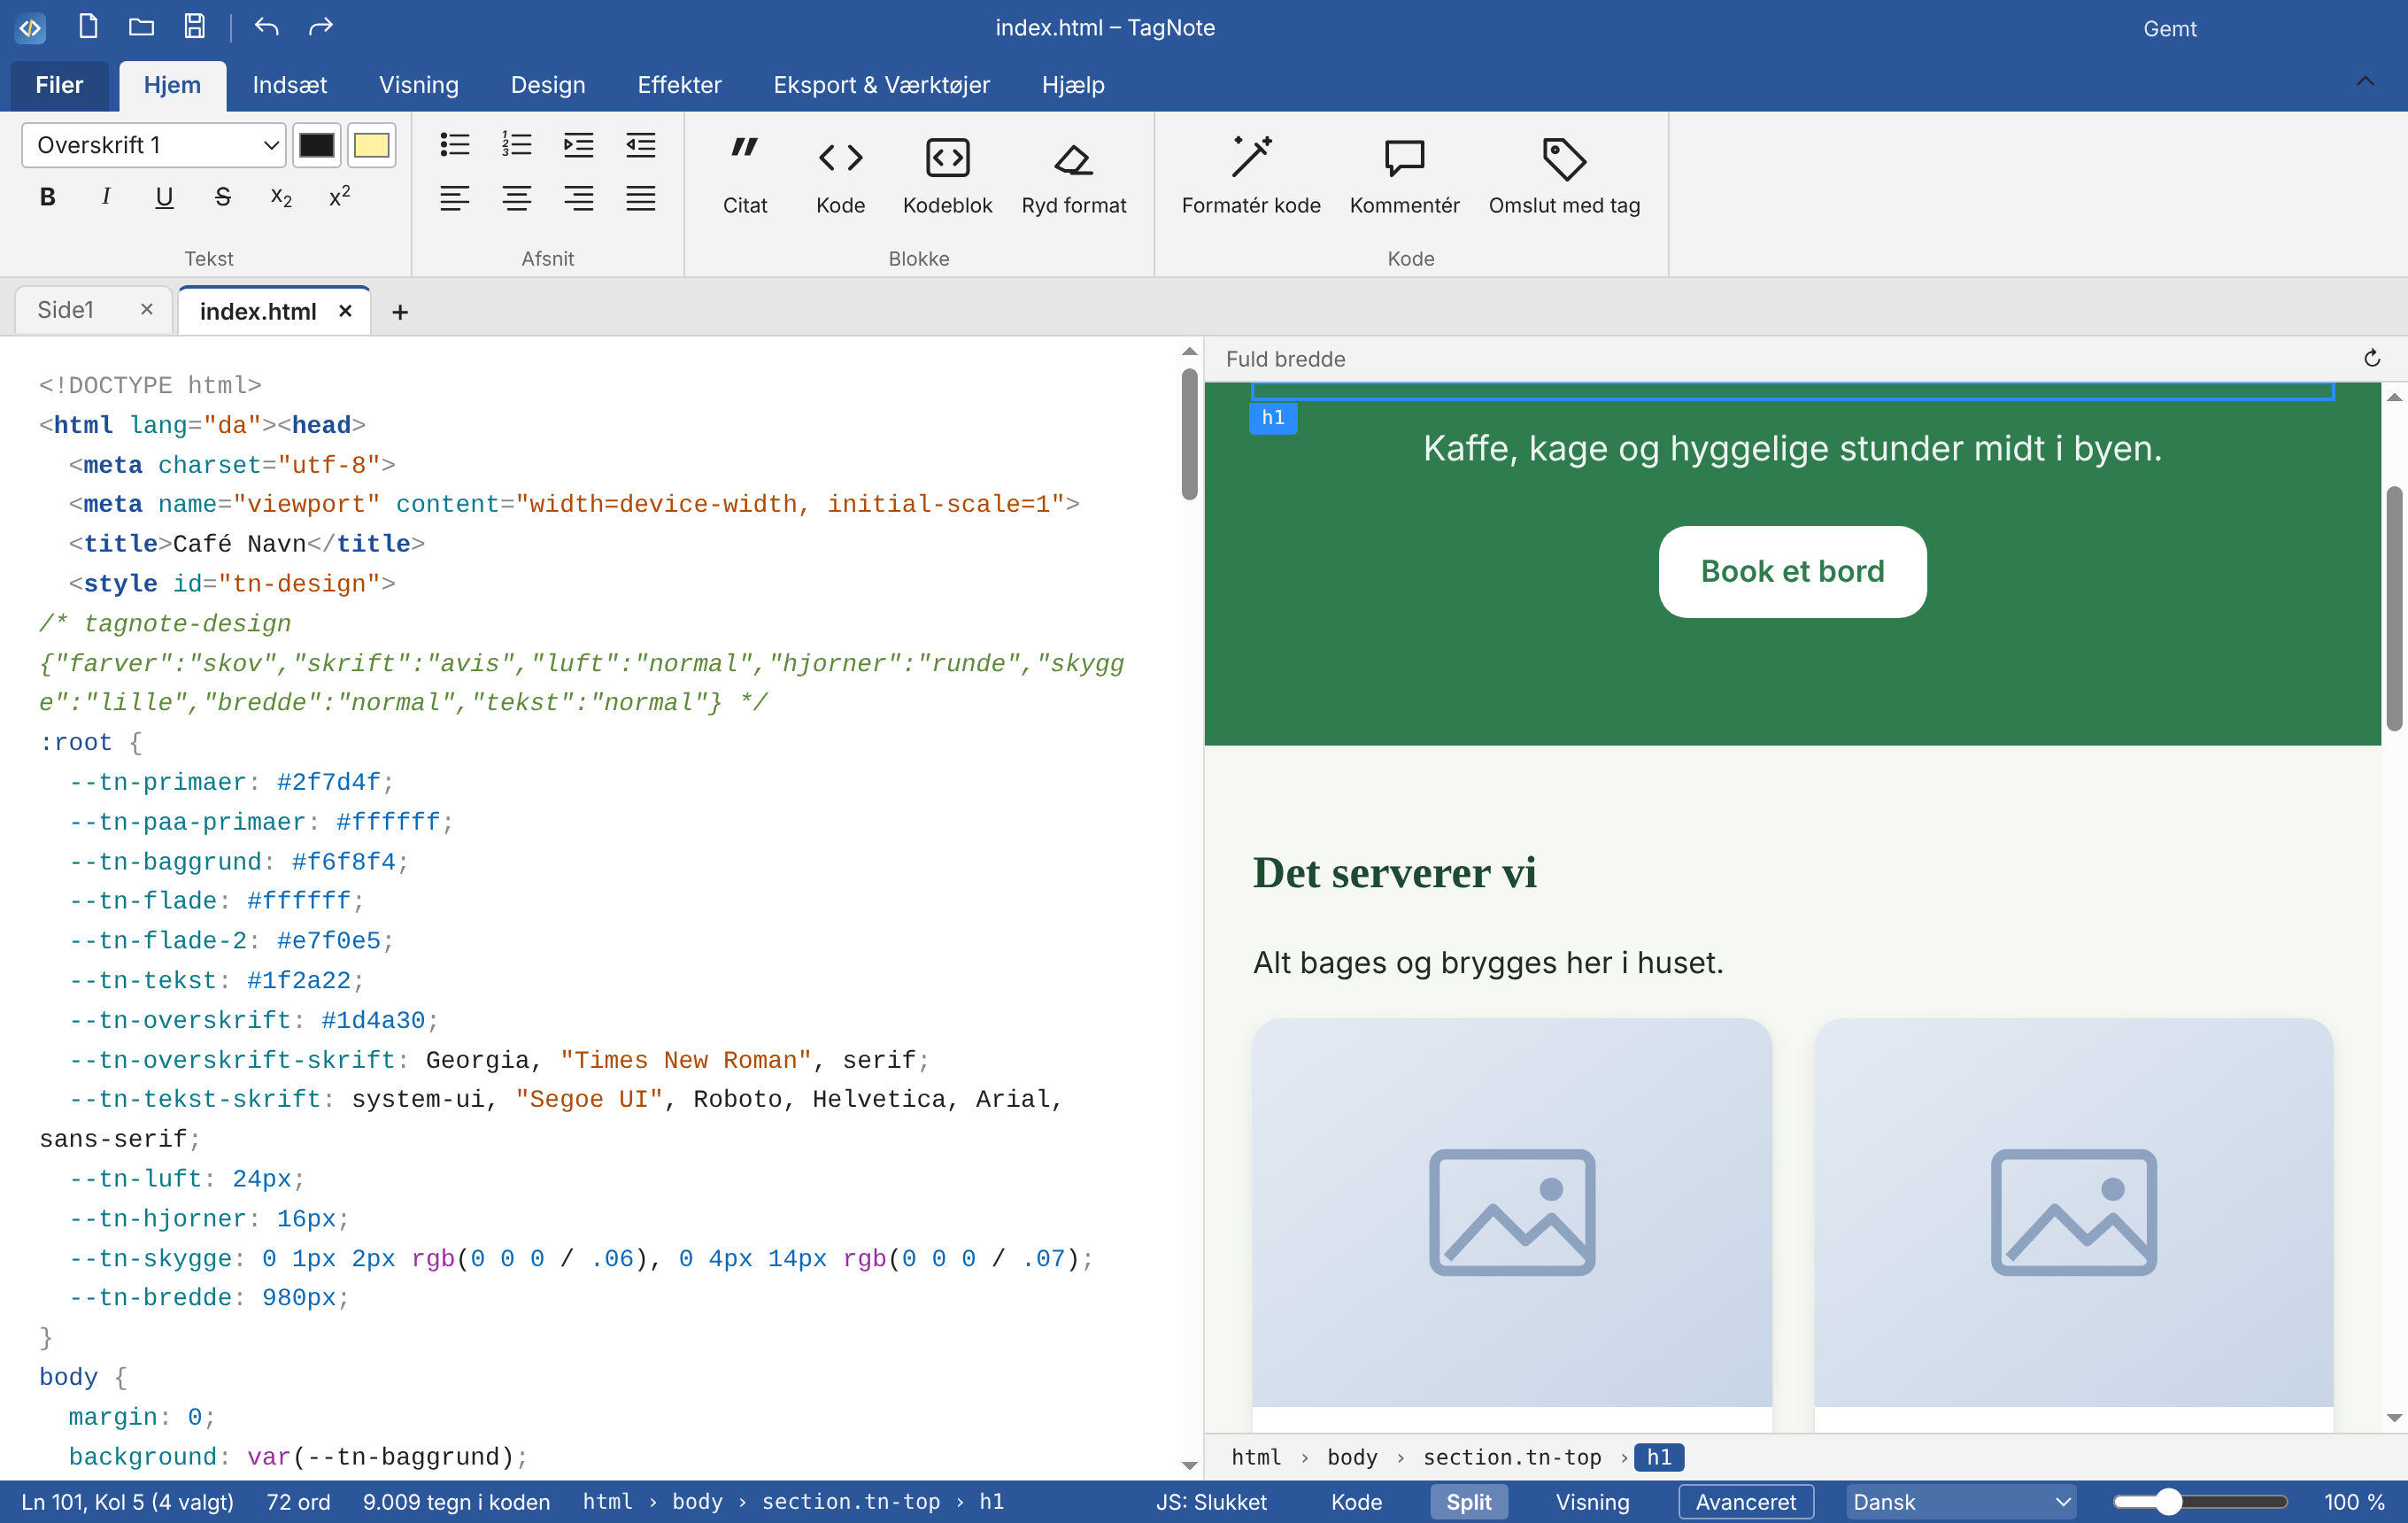 index.html – TagNote
Gemt
Filer
Hjem
Indsæt
Visning
Design
Effekter
Eksport & Værktøjer
Hjælp
Overskrift 1
B I U S x₂ x²
Tekst
Afsnit
Citat
Kode
Kodeblok
Ryd format
Blokke
Formatér kode
Kommentér
Omslut med tag
Kode
Side1 ×
index.html ×
+
<!DOCTYPE html>
<html lang="da"><head>
  <meta charset="utf-8">
  <meta name="viewport" content="width=device-width, initial-scale=1">
  <title>Café Navn</title>
  <style id="tn-design">
/* tagnote-design
{"farver":"skov","skrift":"avis","luft":"normal","hjorner":"runde","skygg
e":"lille","bredde":"normal","tekst":"normal"} */
:root {
  --tn-primaer: #2f7d4f;
  --tn-paa-primaer: #ffffff;
  --tn-baggrund: #f6f8f4;
  --tn-flade: #ffffff;
  --tn-flade-2: #e7f0e5;
  --tn-tekst: #1f2a22;
  --tn-overskrift: #1d4a30;
  --tn-overskrift-skrift: Georgia, "Times New Roman", serif;
  --tn-tekst-skrift: system-ui, "Segoe UI", Roboto, Helvetica, Arial,
sans-serif;
  --tn-luft: 24px;
  --tn-hjorner: 16px;
  --tn-skygge: 0 1px 2px rgb(0 0 0 / .06), 0 4px 14px rgb(0 0 0 / .07);
  --tn-bredde: 980px;
}
body {
  margin: 0;
  background: var(--tn-baggrund);
Fuld bredde
h1
Kaffe, kage og hyggelige stunder midt i byen.
Book et bord
Det serverer vi
Alt bages og brygges her i huset.
html › body › section.tn-top › h1
Ln 101, Kol 5 (4 valgt)
72 ord
9.009 tegn i koden
html › body › section.tn-top › h1
JS: Slukket
Kode
Split
Visning
Avanceret
Dansk
100 %